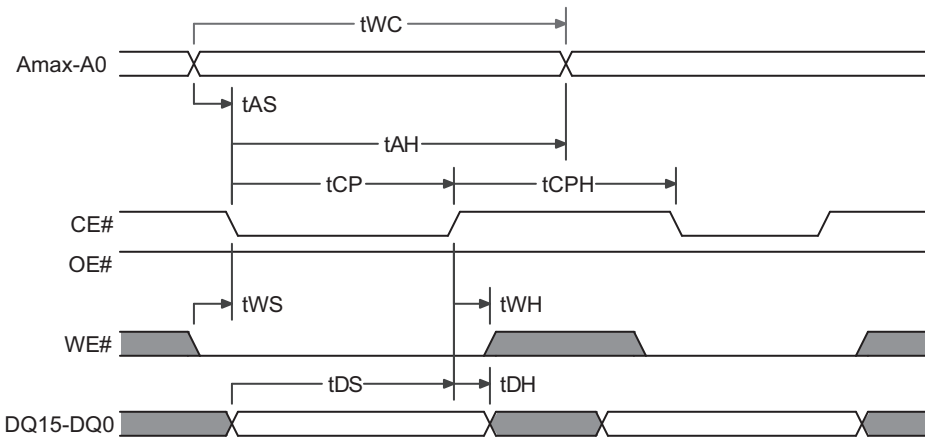 tWC
Amax-A0
tAS
tAH
tCP tCPH
CE#
OE#
tWS tWH
WE#
tDS tDH
DQ15-DQ0